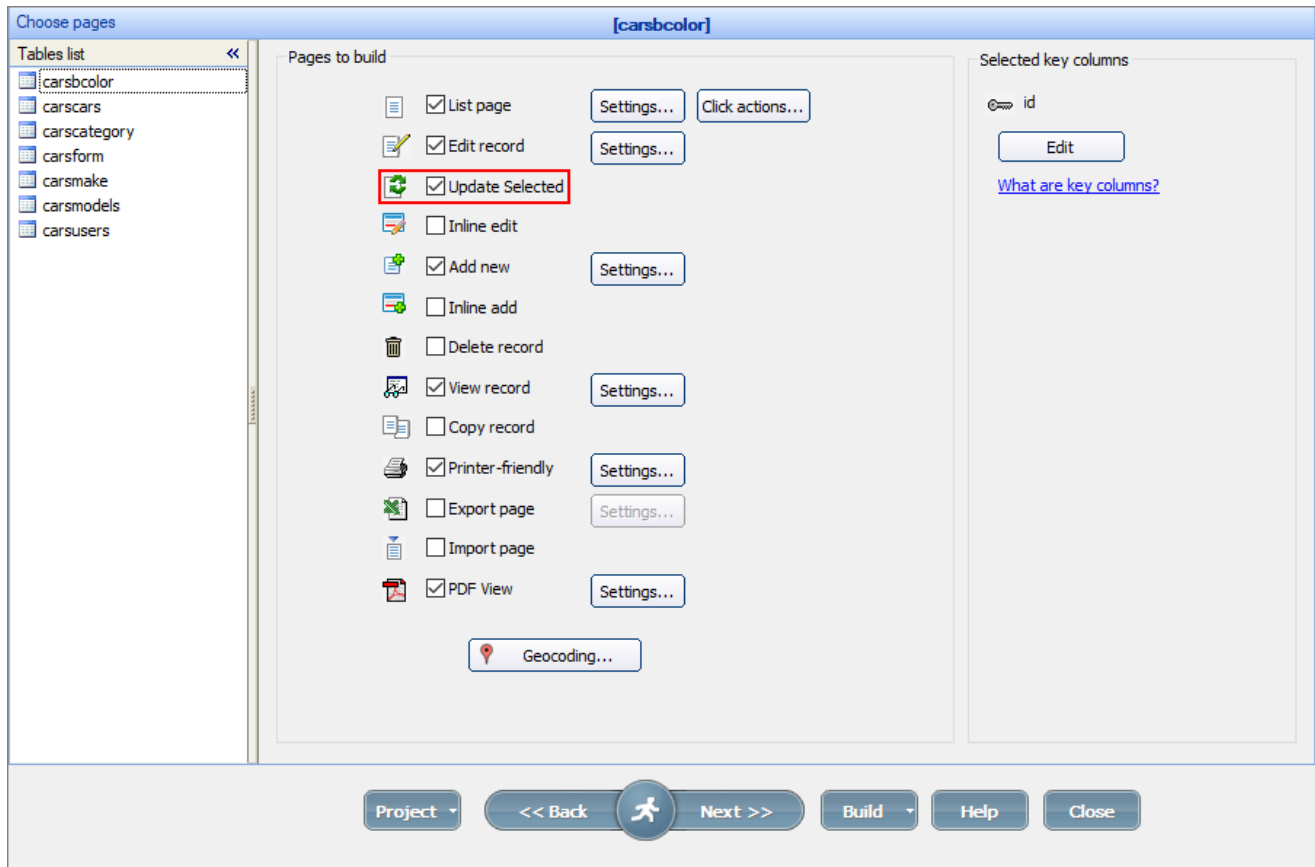 Choose pages
[carsbcolor]
Tables list «
carsbcolor
carscars
carscategory
carsform
carsmake
carsmodels
carsusers
Pages to build
List page Settings... Click actions...
Edit record Settings...
Update Selected
Inline edit
Add new Settings...
Inline add
Delete record
View record Settings...
Copy record
Printer-friendly Settings...
Export page Settings...
Import page
PDF View Settings...
Geocoding...
Selected key columns
id
Edit
What are key columns?
Project << Back Next >> Build Help Close